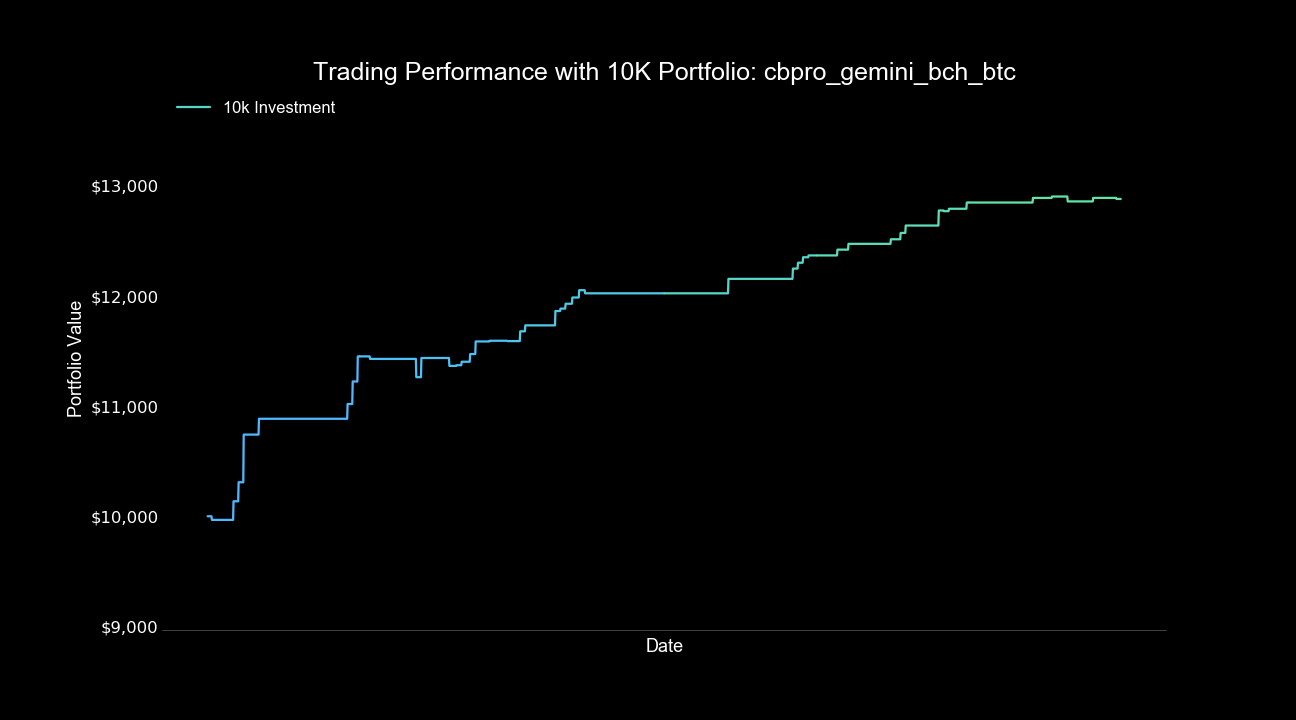 Trading Performance with 10K Portfolio: cbpro_gemini_bch_btc
10k Investment
$13,000
$12,000
$11,000
$10,000
$9,000
Portfolio Value
Date